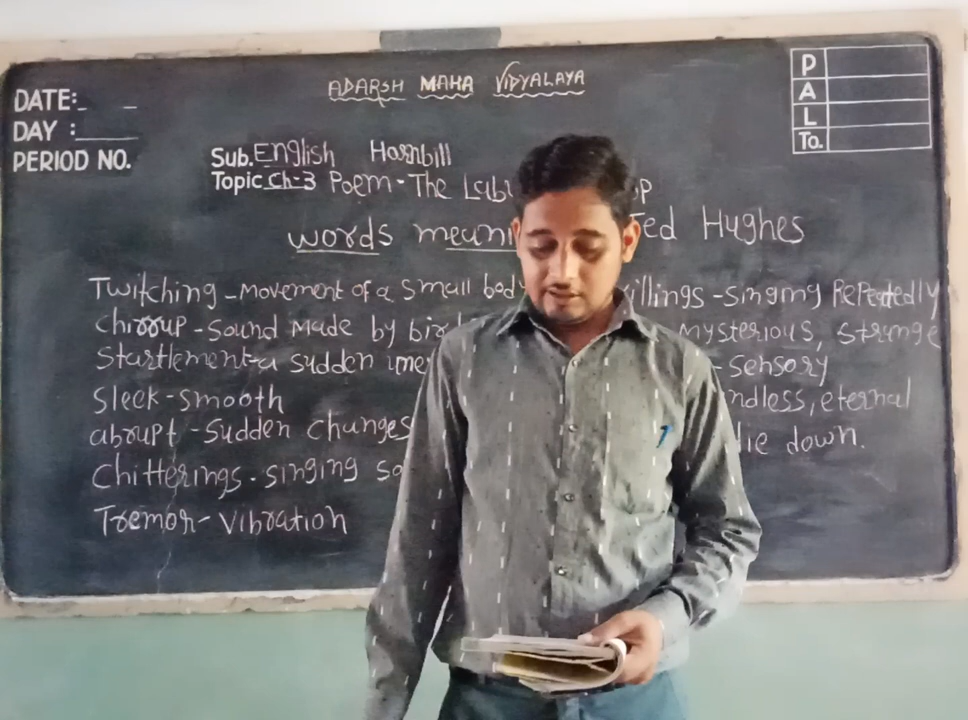 ADARSH MAHA VIDYALAYA
DATE:
DAY :
PERIOD NO.
P
A
L
To.
Sub. English Hornbill
Topic Ch-3 Poem - The
words Ted Hughes
Twitching - Movement of a small - singing Repeatedly
Chirrup - Sound Made by mysterious, strange
Startlement - a sudden - sensory
Sleek - smooth eternal
abrupt - Sudden changes die down.
Chitterings - singing
Tremor - Vibration